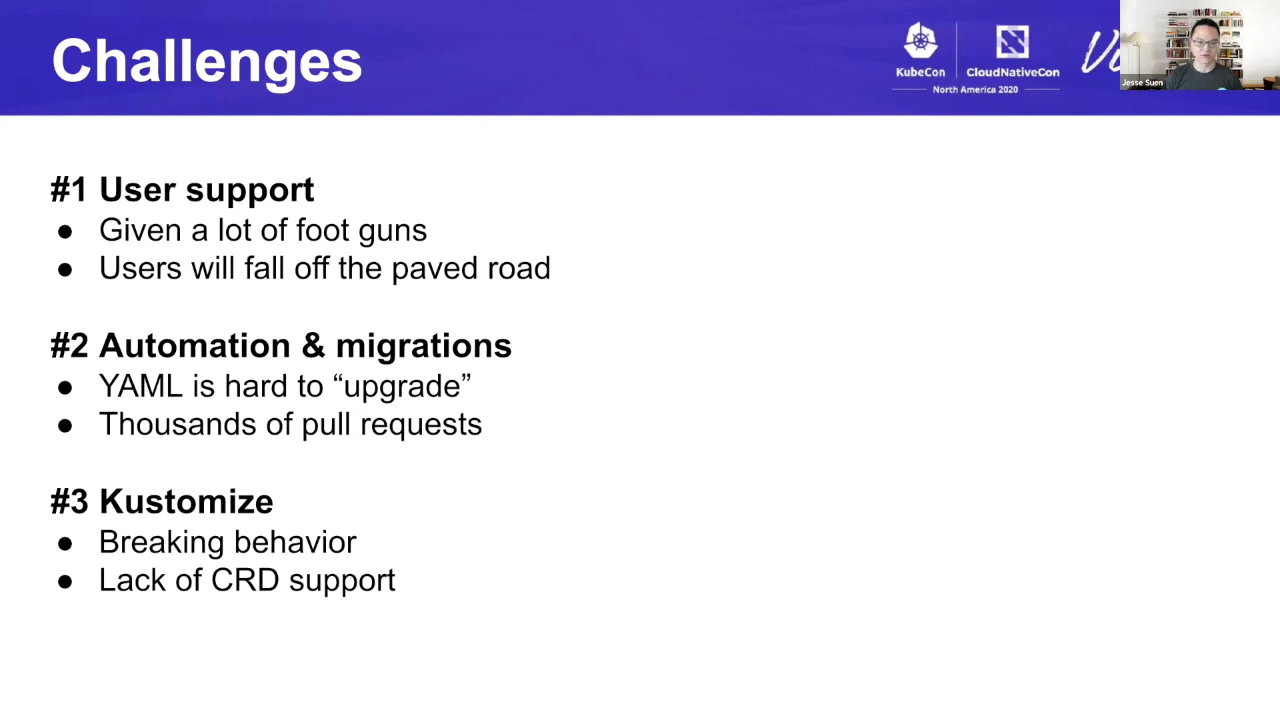 Challenges
KubeCon
CloudNativeCon
North America 2020
Jesse Suen
#1 User support
● Given a lot of foot guns
● Users will fall off the paved road
#2 Automation & migrations
● YAML is hard to “upgrade”
● Thousands of pull requests
#3 Kustomize
● Breaking behavior
● Lack of CRD support